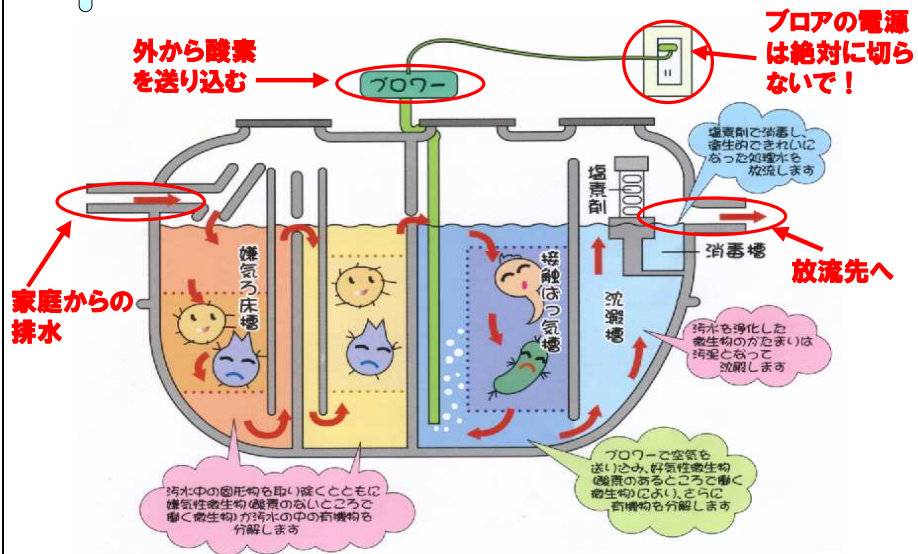 外から酸素
を送り込む
ブロワー
ブロアの電源
は絶対に切ら
ないで！
塩素剤で消毒し、
衛生的できれいに
なった処理水を
放流します
塩素剤
消毒槽
放流先へ
家庭からの
排水
嫌気ろ床槽
接触ばっ気槽
沈澱槽
汚水を浄化した
微生物のかたまりは
汚泥となって
沈殿します
汚水中の固形物を取り除くとともに
嫌気性微生物(酸素のないところで
働く微生物)が汚水の中の有機物を
分解します
ブロワーで空気を
送り込み、好気性微生物
(酸素のあるところで働く
微生物)により、さらに
有機物を分解します